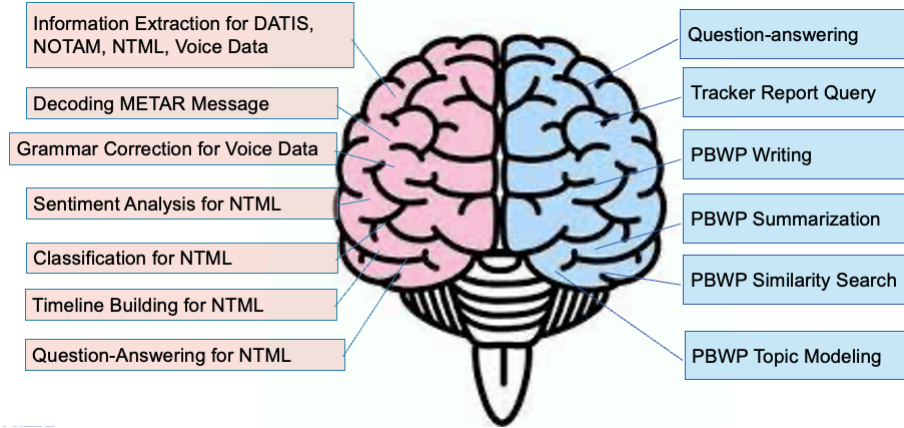 Information Extraction for DATIS,
NOTAM, NTML, Voice Data
Decoding METAR Message
Grammar Correction for Voice Data
Sentiment Analysis for NTML
Classification for NTML
Timeline Building for NTML
Question-Answering for NTML
Question-answering
Tracker Report Query
PBWP Writing
PBWP Summarization
PBWP Similarity Search
PBWP Topic Modeling